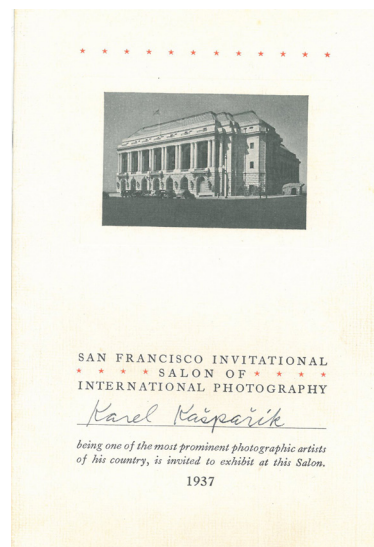 SAN FRANCISCO INVITATIONAL
SALON OF
INTERNATIONAL PHOTOGRAPHY
Karel Kašpařík
being one of the most prominent photographic artists
of his country, is invited to exhibit at this Salon.
1937